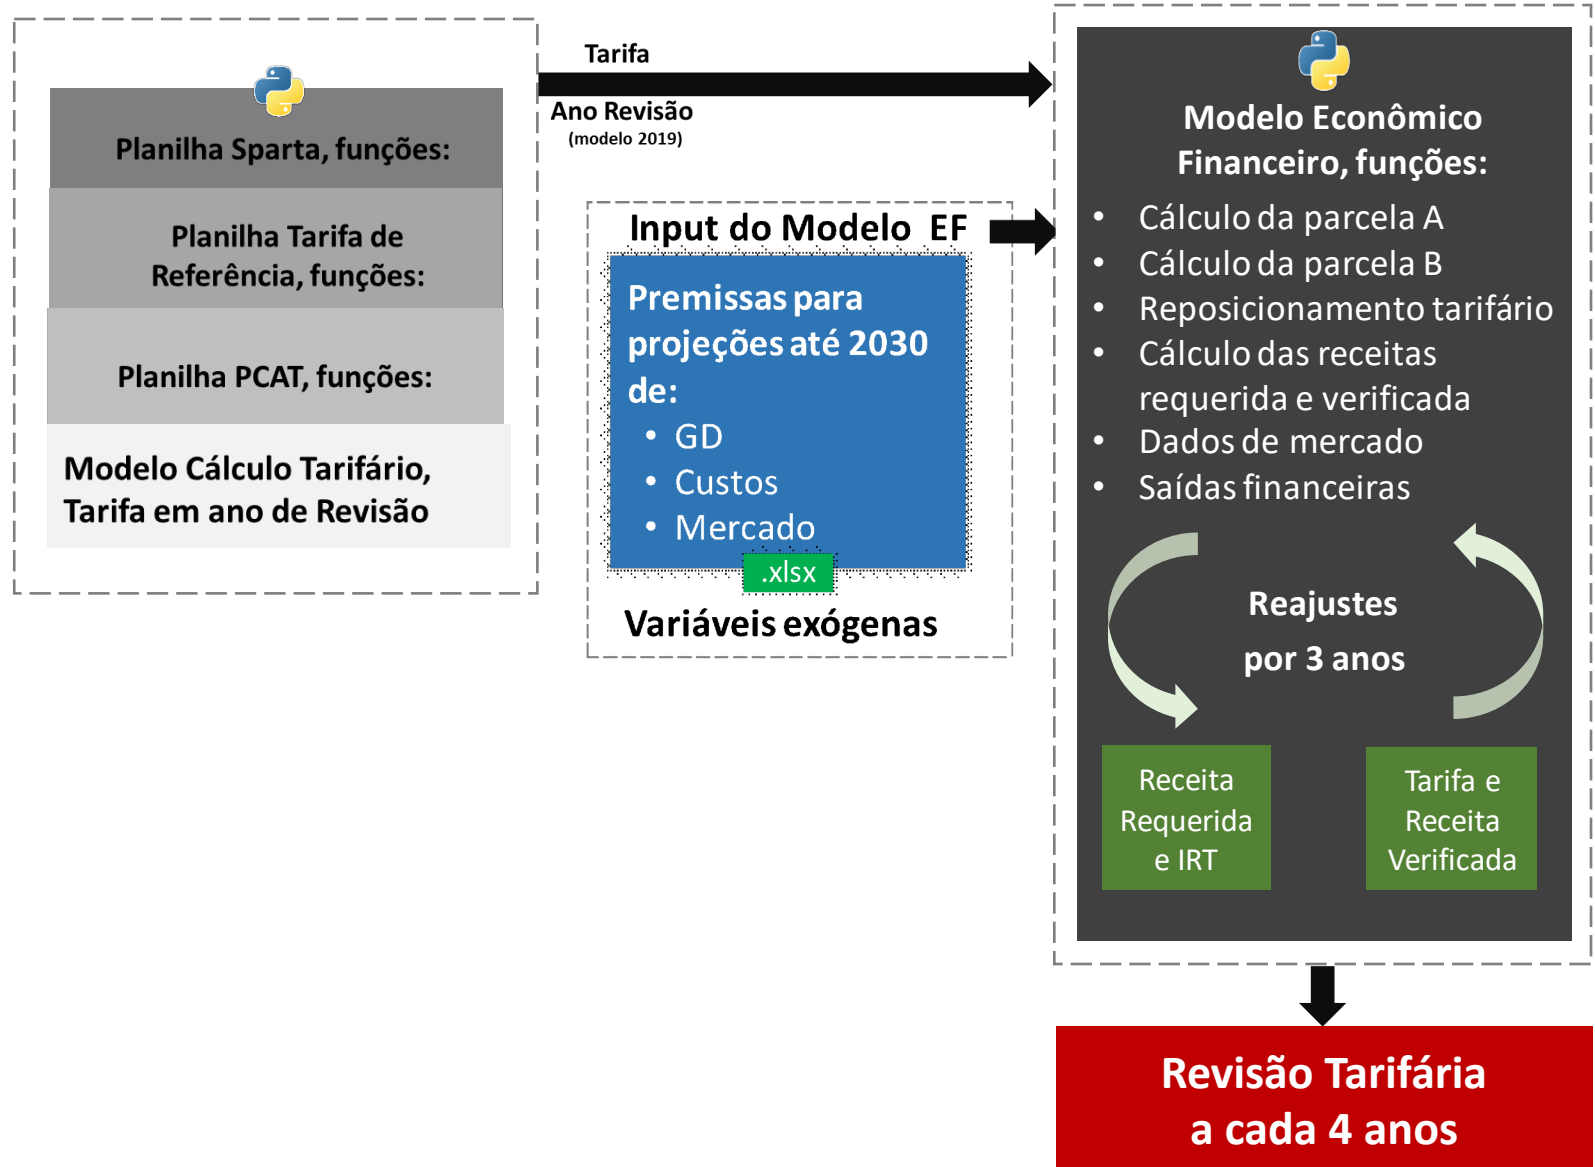 Planilha Sparta, funções:
Planilha Tarifa de
Referência, funções:
Planilha PCAT, funções:
Modelo Cálculo Tarifário,
Tarifa em ano de Revisão
Tarifa
Ano Revisão
(modelo 2019)
Input do Modelo EF
Premissas para
projeções até 2030
de:
• GD
• Custos
• Mercado
.xlsx
Variáveis exógenas
Modelo Econômico
Financeiro, funções:
• Cálculo da parcela A
• Cálculo da parcela B
• Reposicionamento tarifário
• Cálculo das receitas
requerida e verificada
• Dados de mercado
• Saídas financeiras
Reajustes
por 3 anos
Receita
Requerida
e IRT
Tarifa e
Receita
Verificada
Revisão Tarifária
a cada 4 anos